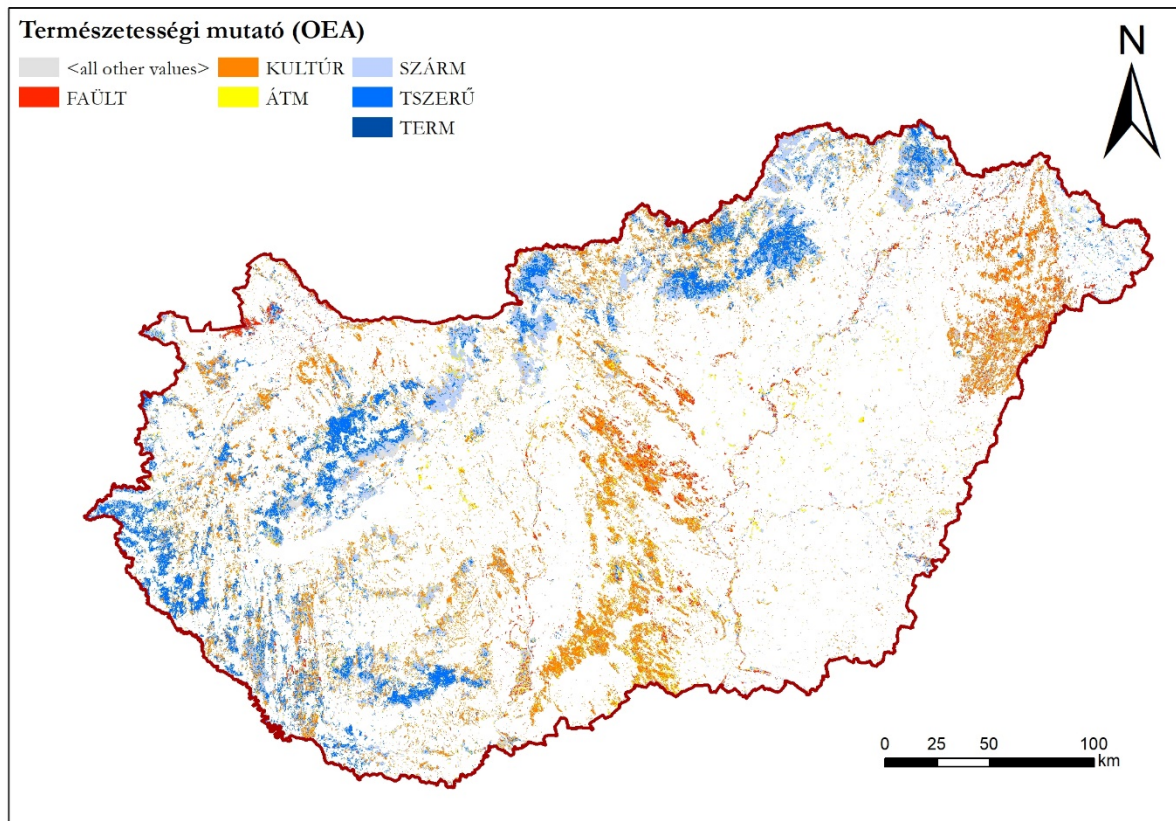 Természetességi mutató (OEA)
<all other values>
KULTÚR
SZÁRM
FAÜLT
ÁTM
TSZERŰ
TERM
N
0 25 50 100
km